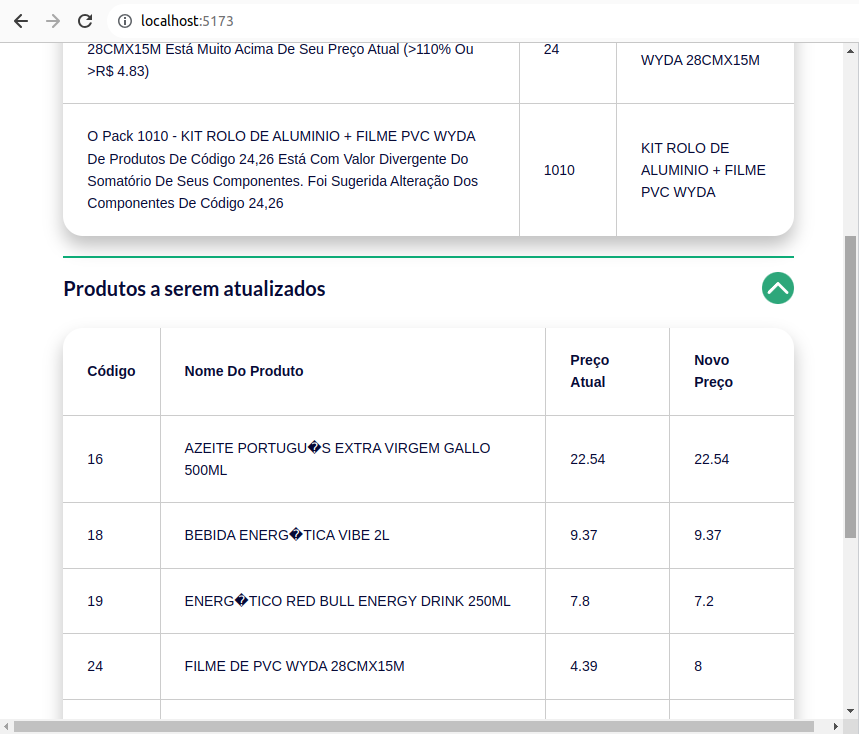 localhost:5173
28CMX15M Está Muito Acima De Seu Preço Atual (>110% Ou
>R$ 4.83)
24
WYDA 28CMX15M
O Pack 1010 - KIT ROLO DE ALUMINIO + FILME PVC WYDA
De Produtos De Código 24,26 Está Com Valor Divergente Do
Somatório De Seus Componentes. Foi Sugerida Alteração Dos
Componentes De Código 24,26
1010
KIT ROLO DE
ALUMINIO + FILME
PVC WYDA
Produtos a serem atualizados
Código
Nome Do Produto
Preço
Atual
Novo
Preço
16
AZEITE PORTUGU�S EXTRA VIRGEM GALLO
500ML
22.54
22.54
18
BEBIDA ENERG�TICA VIBE 2L
9.37
9.37
19
ENERG�TICO RED BULL ENERGY DRINK 250ML
7.8
7.2
24
FILME DE PVC WYDA 28CMX15M
4.39
8